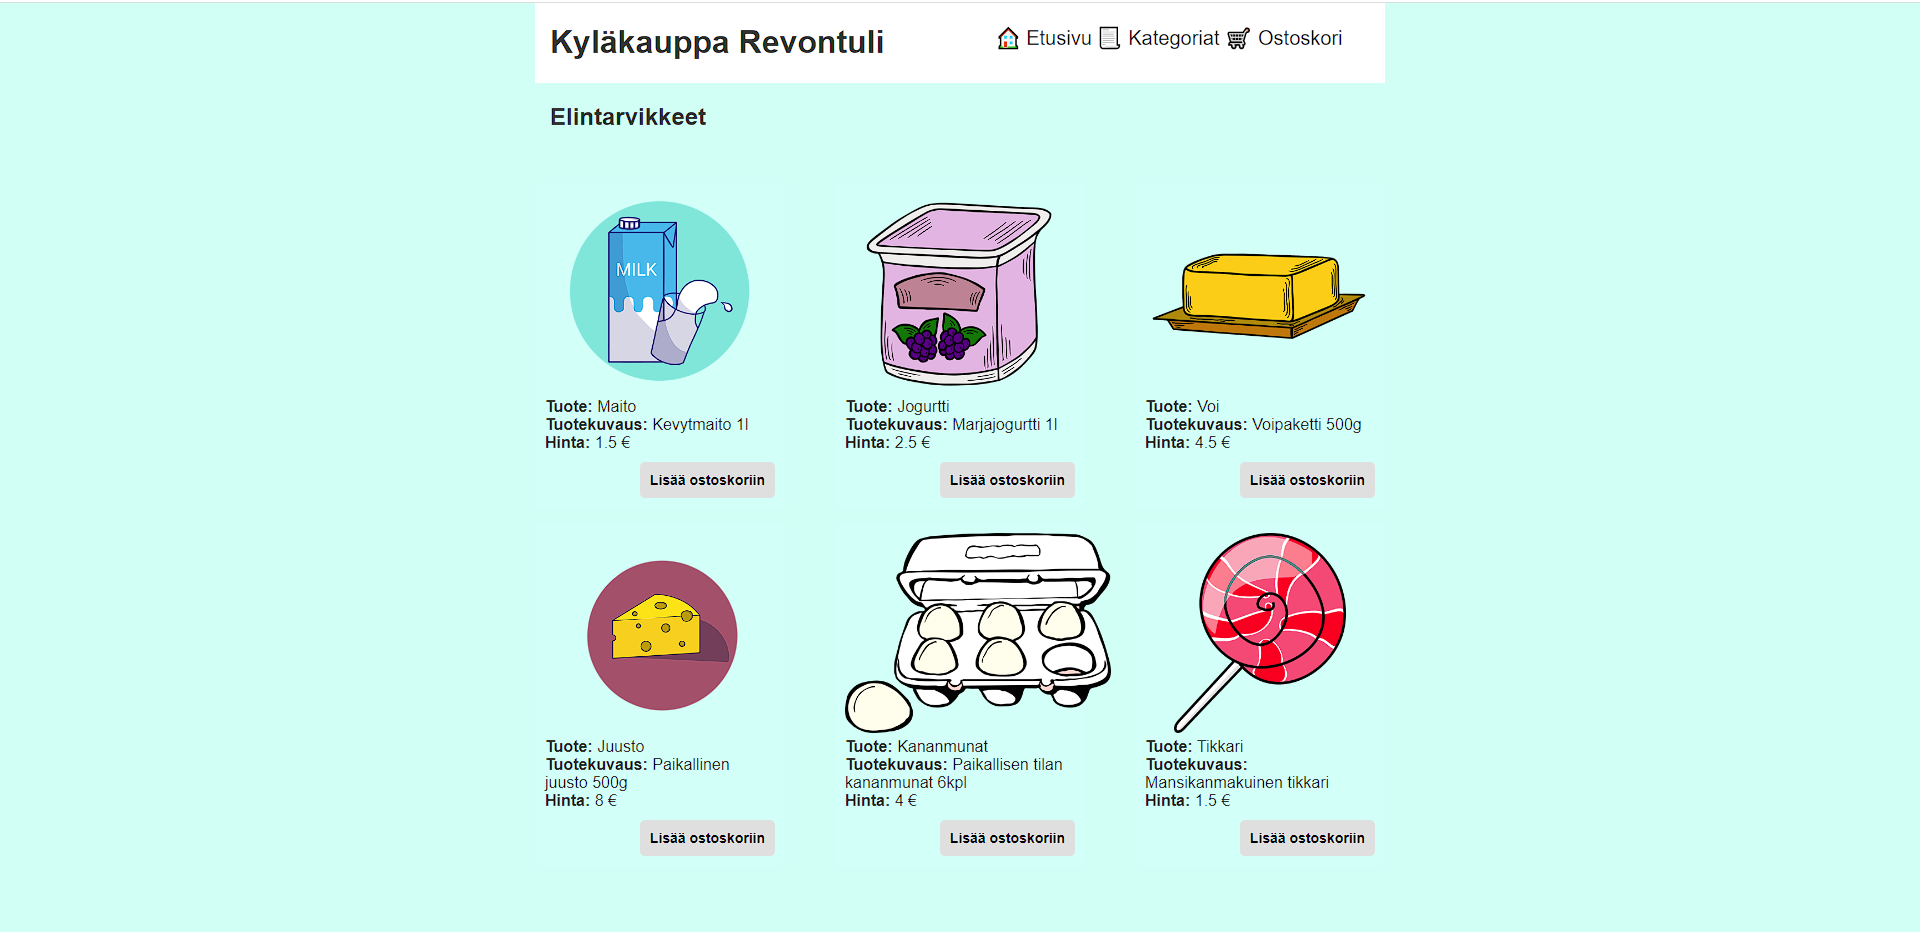 Kyläkauppa Revontuli
Etusivu Kategoriat Ostoskori
Elintarvikkeet
MILK
Tuote: Maito
Tuotekuvaus: Kevytmaito 1l
Hinta: 1.5 €
Lisää ostoskoriin
Tuote: Jogurtti
Tuotekuvaus: Marjajogurtti 1l
Hinta: 2.5 €
Lisää ostoskoriin
Tuote: Voi
Tuotekuvaus: Voipaketti 500g
Hinta: 4.5 €
Lisää ostoskoriin
Tuote: Juusto
Tuotekuvaus: Paikallinen
juusto 500g
Hinta: 8 €
Lisää ostoskoriin
Tuote: Kananmunat
Tuotekuvaus: Paikallisen tilan
kananmunat 6kpl
Hinta: 4 €
Lisää ostoskoriin
Tuote: Tikkari
Tuotekuvaus:
Mansikanmakuinen tikkari
Hinta: 1.5 €
Lisää ostoskoriin